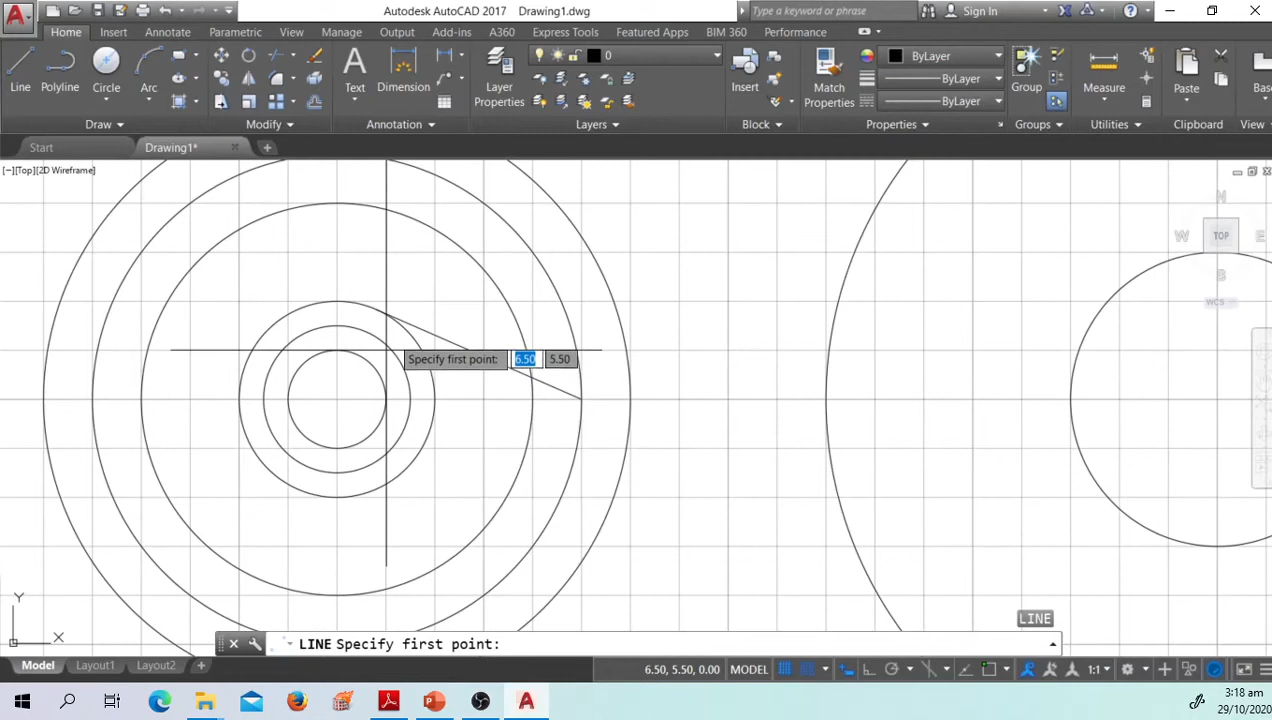 Autodesk AutoCAD 2017 Drawing1.dwg
Type a keyword or phrase
Sign In
Home Insert Annotate Parametric View Manage Output Add-ins A360 Express Tools Featured Apps BIM 360 Performance
Line Polyline Circle Arc
Text Dimension
Layer Properties
0
Insert
Match Properties
ByLayer
ByLayer
ByLayer
Group
Measure
Paste
Base
Draw Modify Annotation Layers Block Properties Groups Utilities Clipboard View
Start Drawing1*
[−][Top][2D Wireframe]
N
W TOP E
S
WCS
Specify first point: 6.50 5.50
Y
X
LINE
LINE Specify first point:
Model Layout1 Layout2
6.50, 5.50, 0.00 MODEL 1:1
3:18 am
29/10/2020